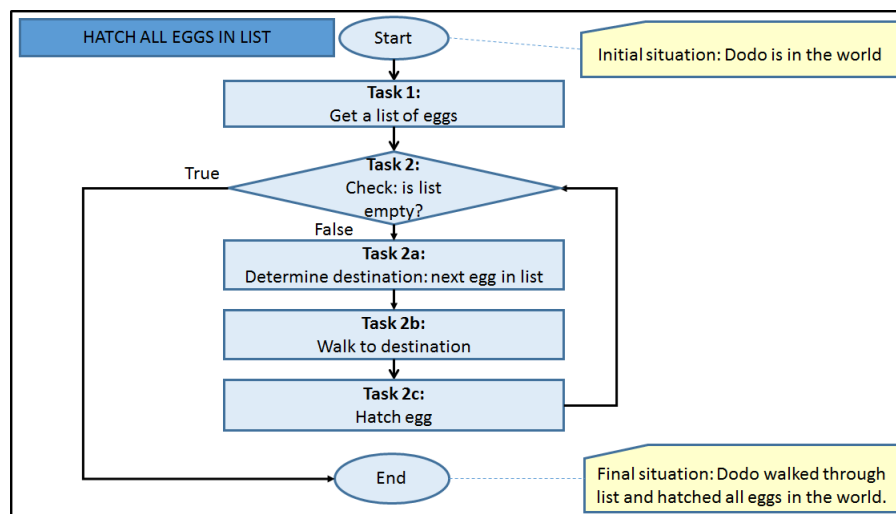 HATCH ALL EGGS IN LIST
Start
Initial situation: Dodo is in the world
Task 1:
Get a list of eggs
True
Task 2:
Check: is list
empty?
False
Task 2a:
Determine destination: next egg in list
Task 2b:
Walk to destination
Task 2c:
Hatch egg
End
Final situation: Dodo walked through
list and hatched all eggs in the world.